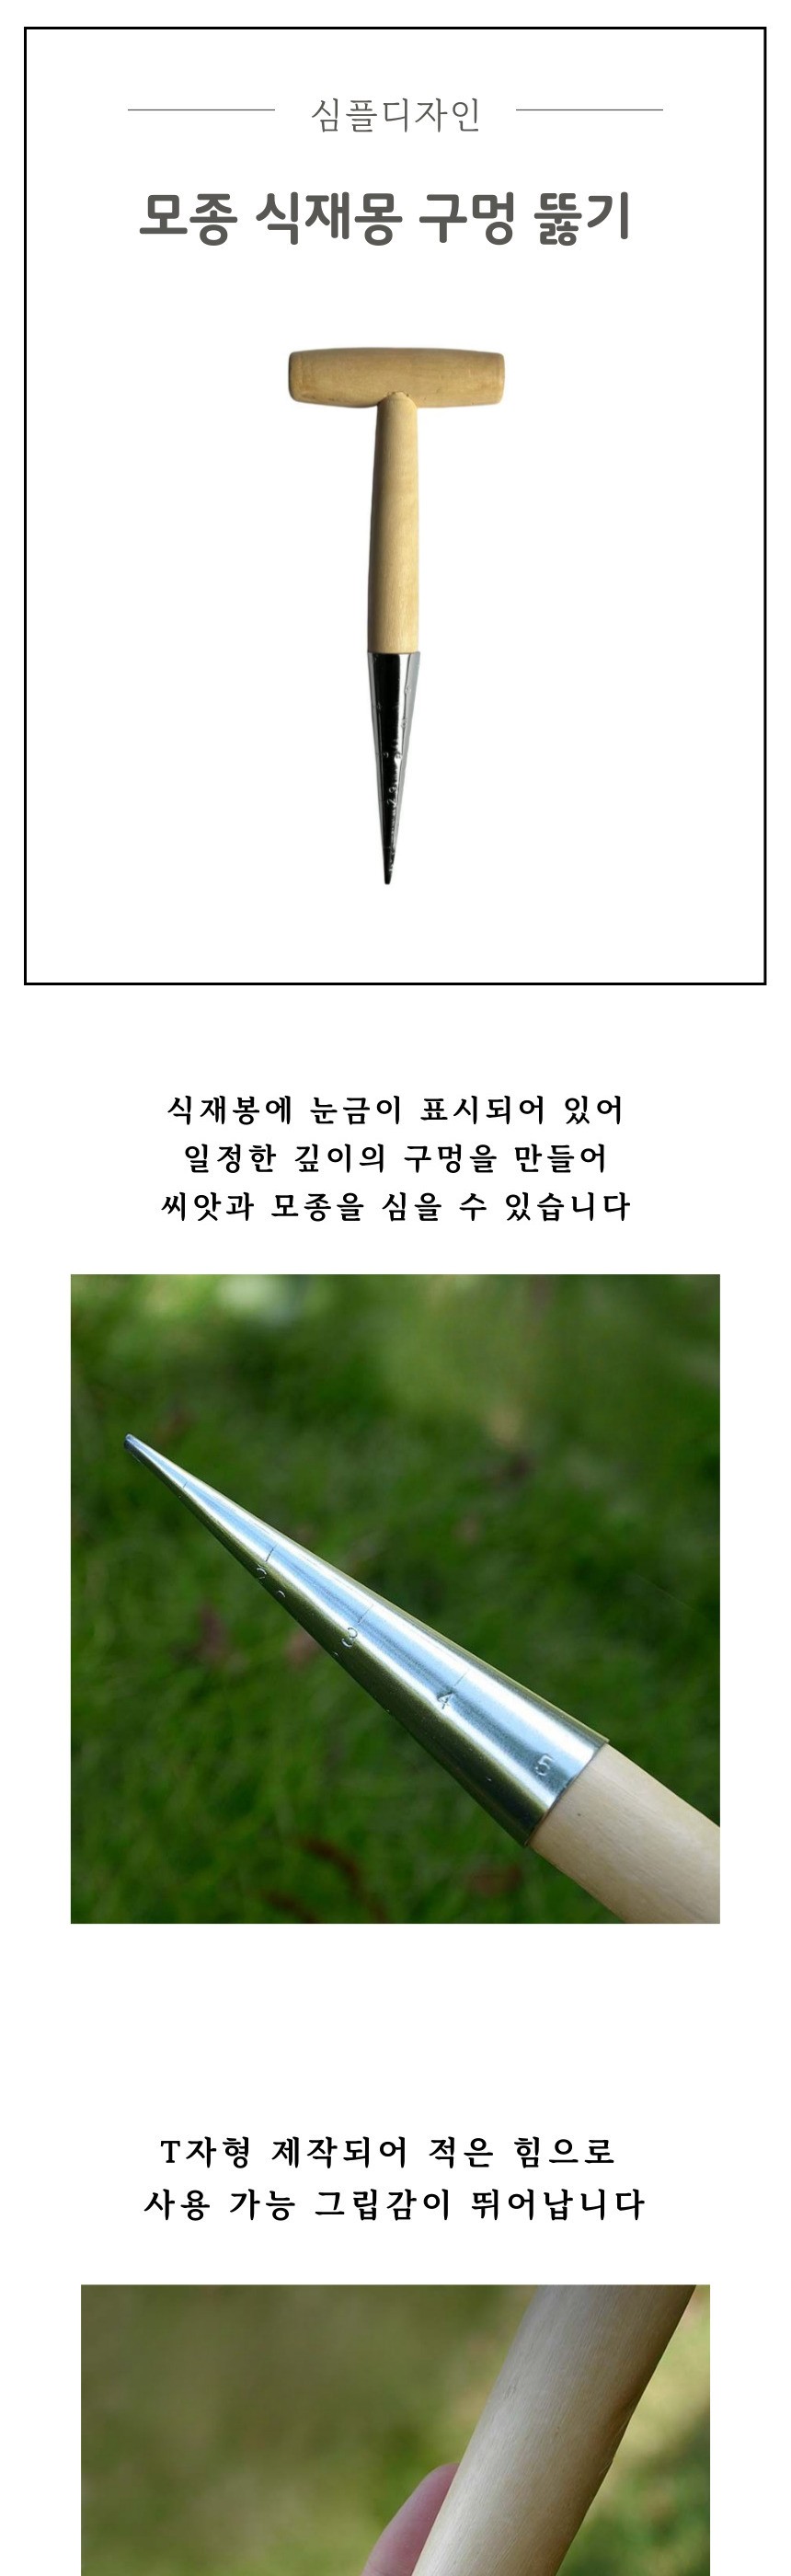 심플디자인
모종 식재몽 구멍 뚫기
식재봉에 눈금이 표시되어 있어
일정한 깊이의 구멍을 만들어
씨앗과 모종을 심을 수 있습니다
2
3
4
5
T자형 제작되어 적은 힘으로
사용 가능 그립감이 뛰어납니다